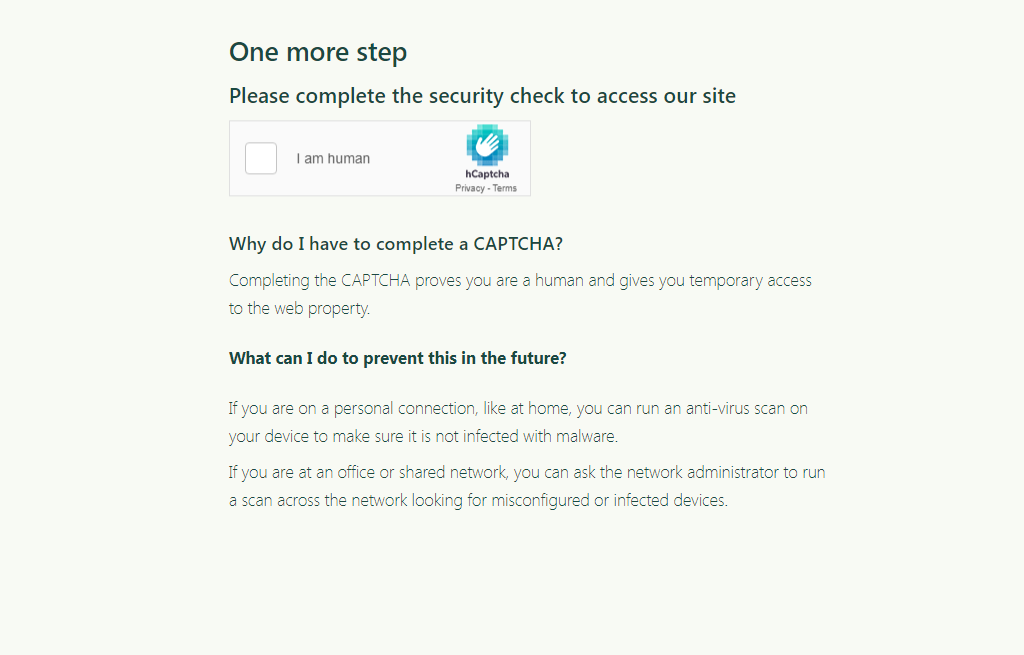 One more step
Please complete the security check to access our site
I am human
hCaptcha
Privacy - Terms
Why do I have to complete a CAPTCHA?
Completing the CAPTCHA proves you are a human and gives you temporary access
to the web property.
What can I do to prevent this in the future?
If you are on a personal connection, like at home, you can run an anti-virus scan on
your device to make sure it is not infected with malware.
If you are at an office or shared network, you can ask the network administrator to run
a scan across the network looking for misconfigured or infected devices.